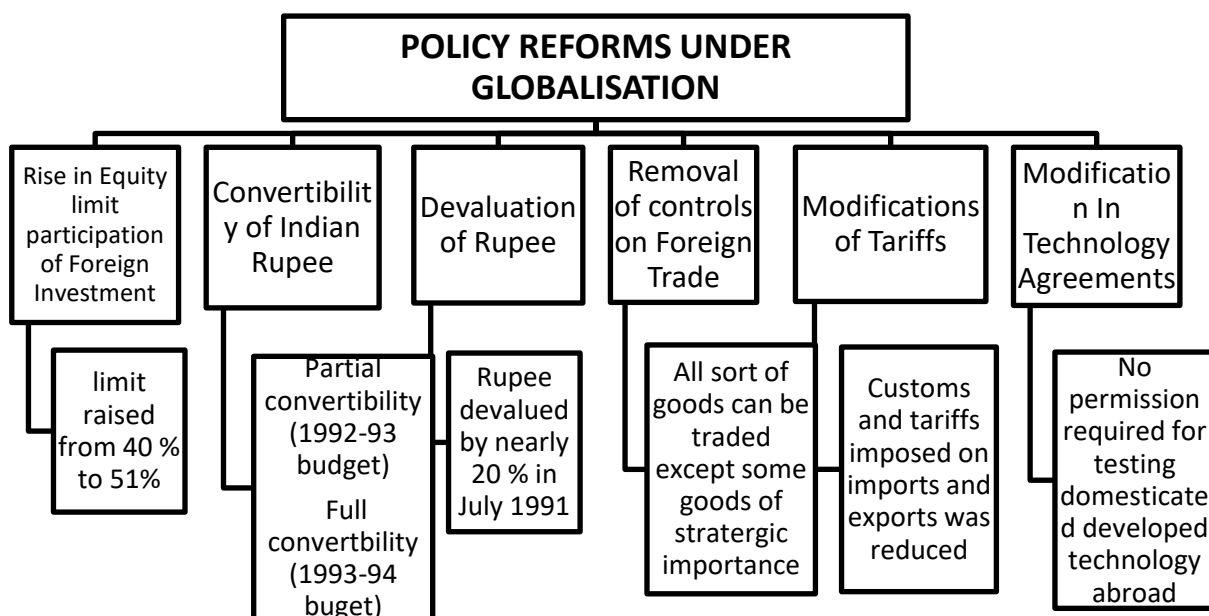 POLICY REFORMS UNDER
GLOBALISATION
Rise in Equity
limit
participation
of Foreign
Investment
Convertibilit
y of Indian
Rupee
Devaluation
of Rupee
Removal
of controls
on Foreign
Trade
Modifications
of Tariffs
Modificatio
n In
Technology
Agreements
limit
raised
from 40 %
to 51%
Partial
convertibility
(1992-93
budget)
Full
convertbility
(1993-94
buget)
Rupee
devalued
by nearly
20 % in
July 1991
All sort of
goods can be
traded
except some
goods of
stratergic
importance
Customs
and tariffs
imposed on
imports and
exports was
reduced
No
permission
required for
testing
domesticate
d developed
technology
abroad